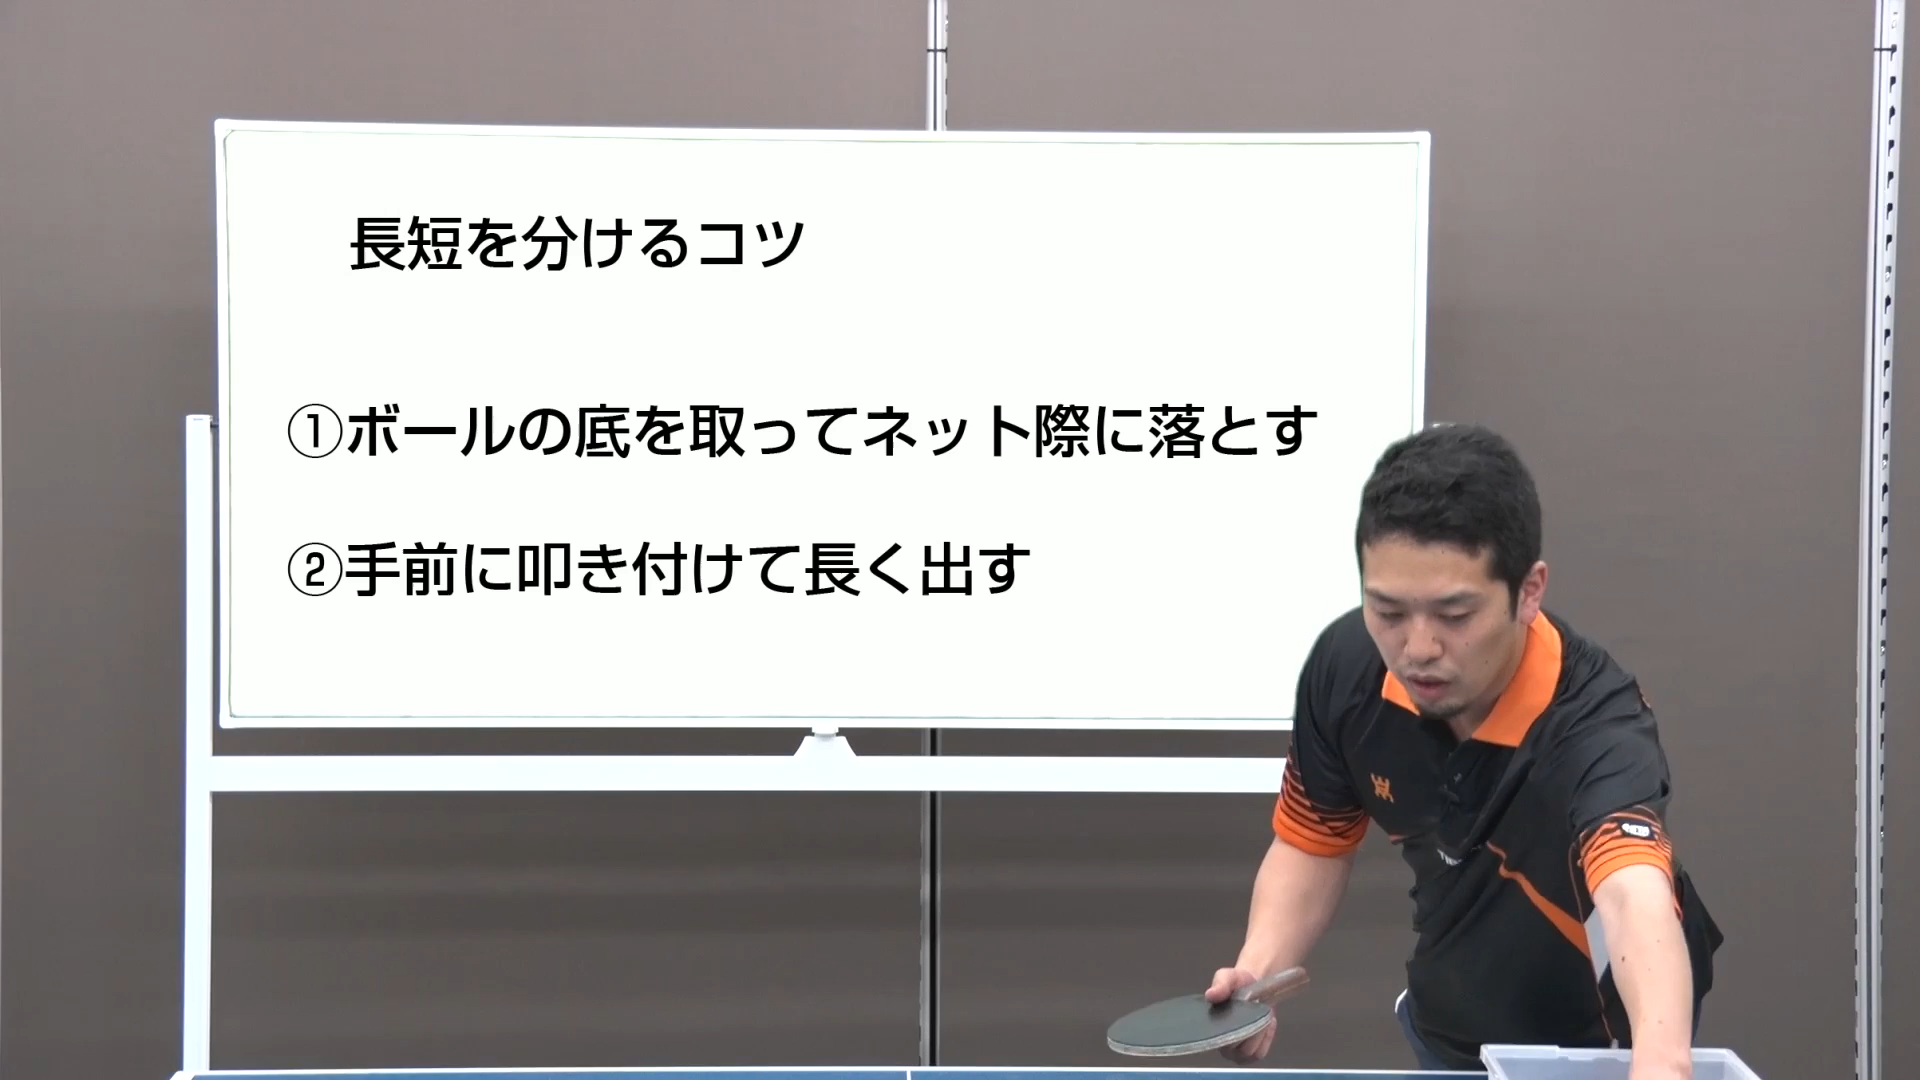 長短を分けるコツ
①ボールの底を取ってネット際に落とす
②手前に叩き付けて長く出す